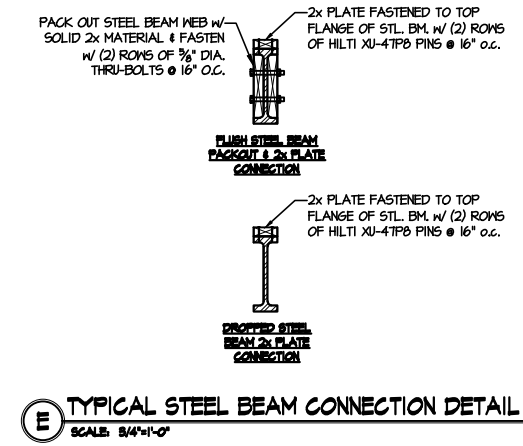 PACK OUT STEEL BEAM WEB W/
SOLID 2x MATERIAL & FASTEN
W/ (2) ROWS OF 5/8" DIA.
THRU-BOLTS @ 16" O.C.
2x PLATE FASTENED TO TOP
FLANGE OF STL. BM. W/ (2) ROWS
OF HILTI XU-47P8 PINS @ 16" o.c.
FLUSH STEEL BEAM
PACKOUT & 2x PLATE
CONNECTION
2x PLATE FASTENED TO TOP
FLANGE OF STL. BM. W/ (2) ROWS
OF HILTI XU-47P8 PINS @ 16" o.c.
DROPPED STEEL
BEAM 2x PLATE
CONNECTION
E
TYPICAL STEEL BEAM CONNECTION DETAIL
SCALE: 3/4"=1'-0"